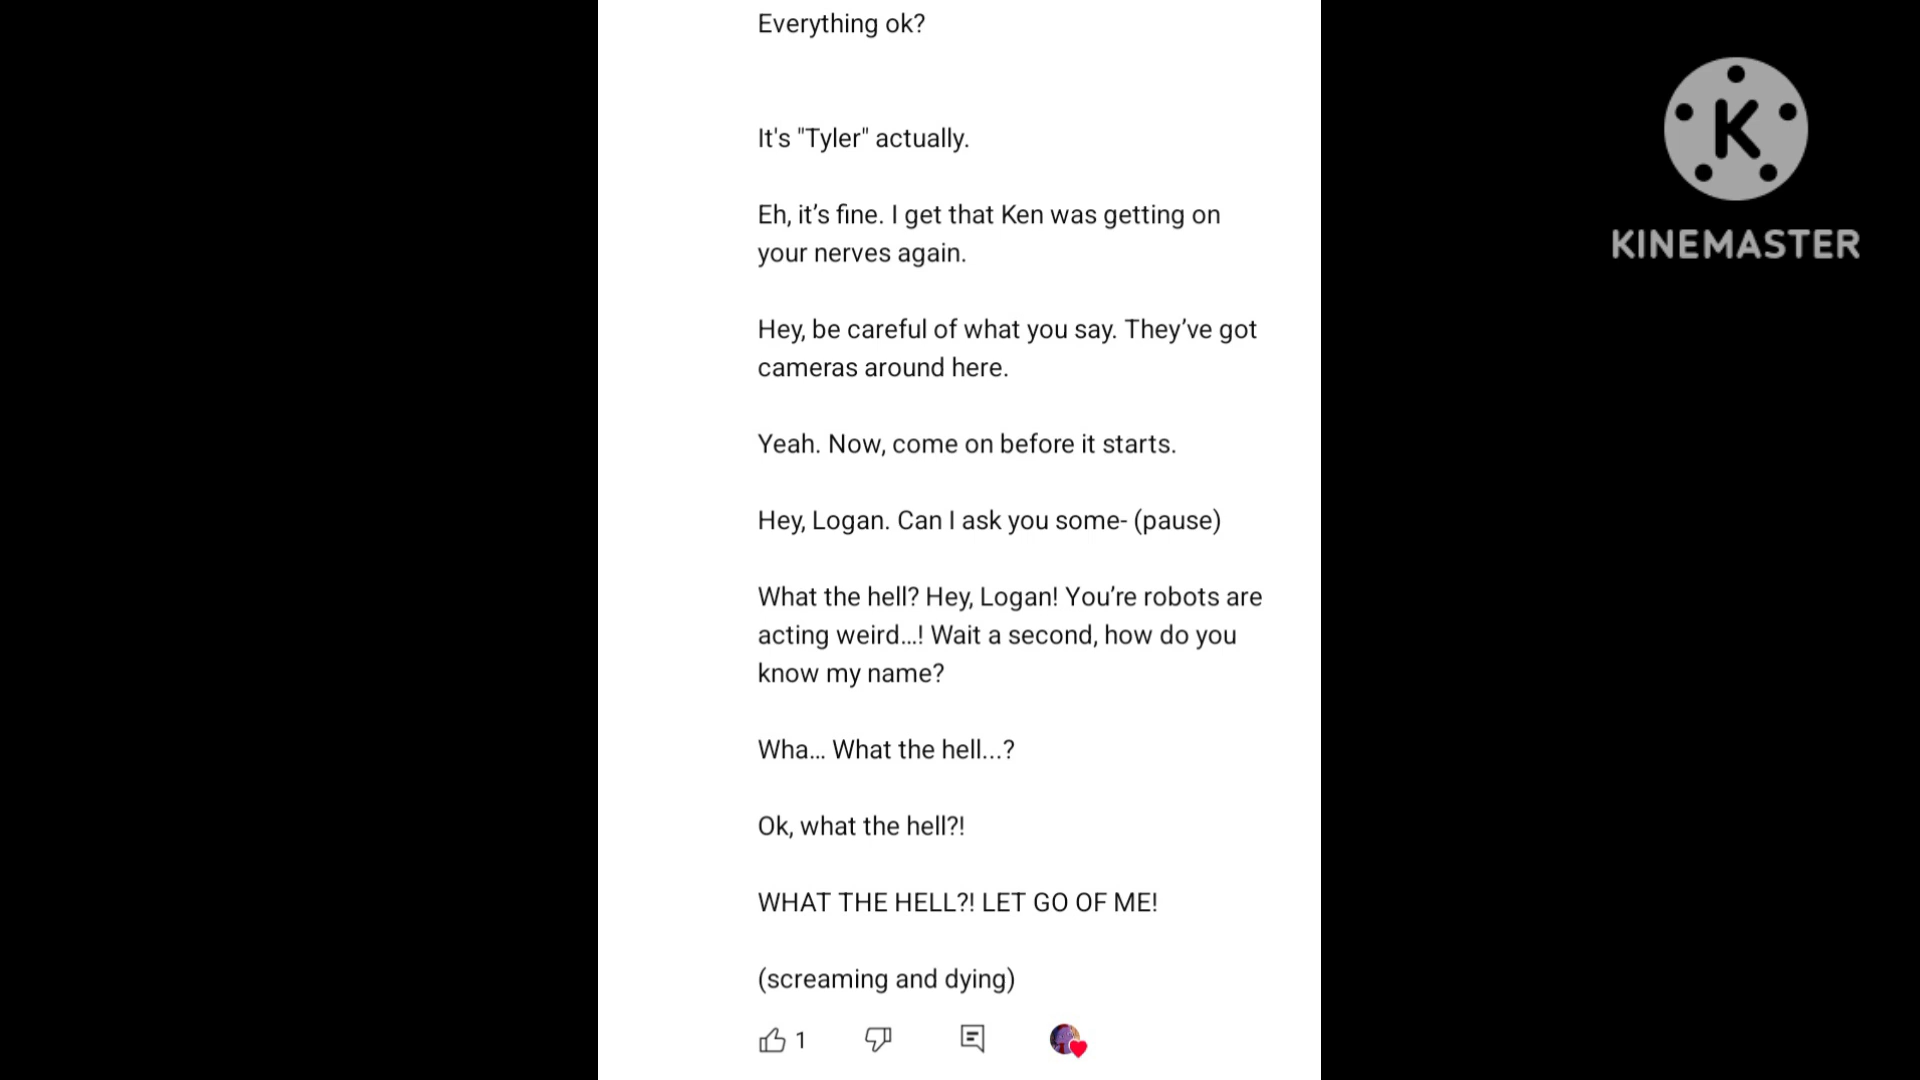 Everything ok?
It's "Tyler" actually.
Eh, it’s fine. I get that Ken was getting on
your nerves again.
Hey, be careful of what you say. They’ve got
cameras around here.
Yeah. Now, come on before it starts.
Hey, Logan. Can I ask you some- (pause)
What the hell? Hey, Logan! You’re robots are
acting weird…! Wait a second, how do you
know my name?
Wha… What the hell...?
Ok, what the hell?!
WHAT THE HELL?! LET GO OF ME!
(screaming and dying)
1
K
KINEMASTER